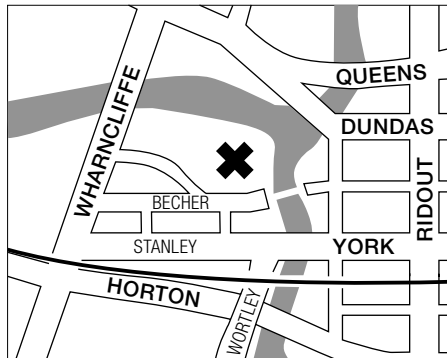 QUEENS
DUNDAS
WHARNCLIFFE
RIDOUT
BECHER
STANLEY
YORK
HORTON
WORTLEY